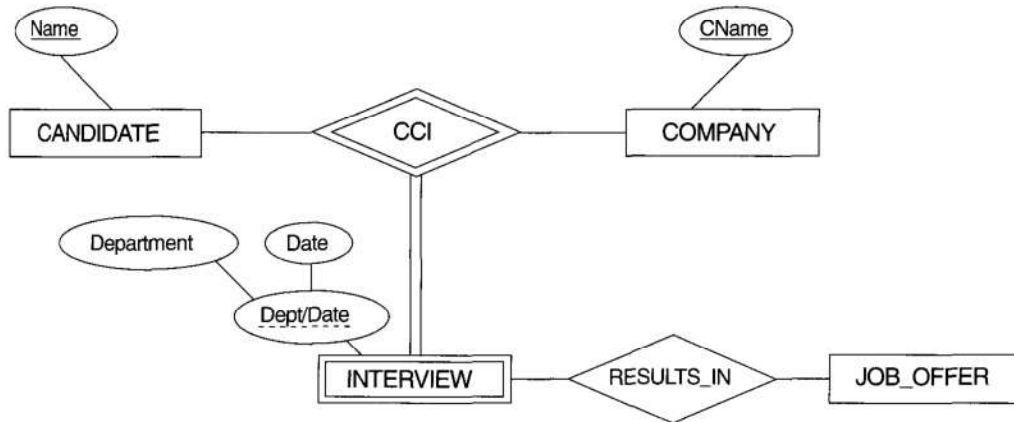 Name
CName
CANDIDATE
CCI
COMPANY
Department
Date
Dept/Date
INTERVIEW
RESULTS_IN
JOB_OFFER